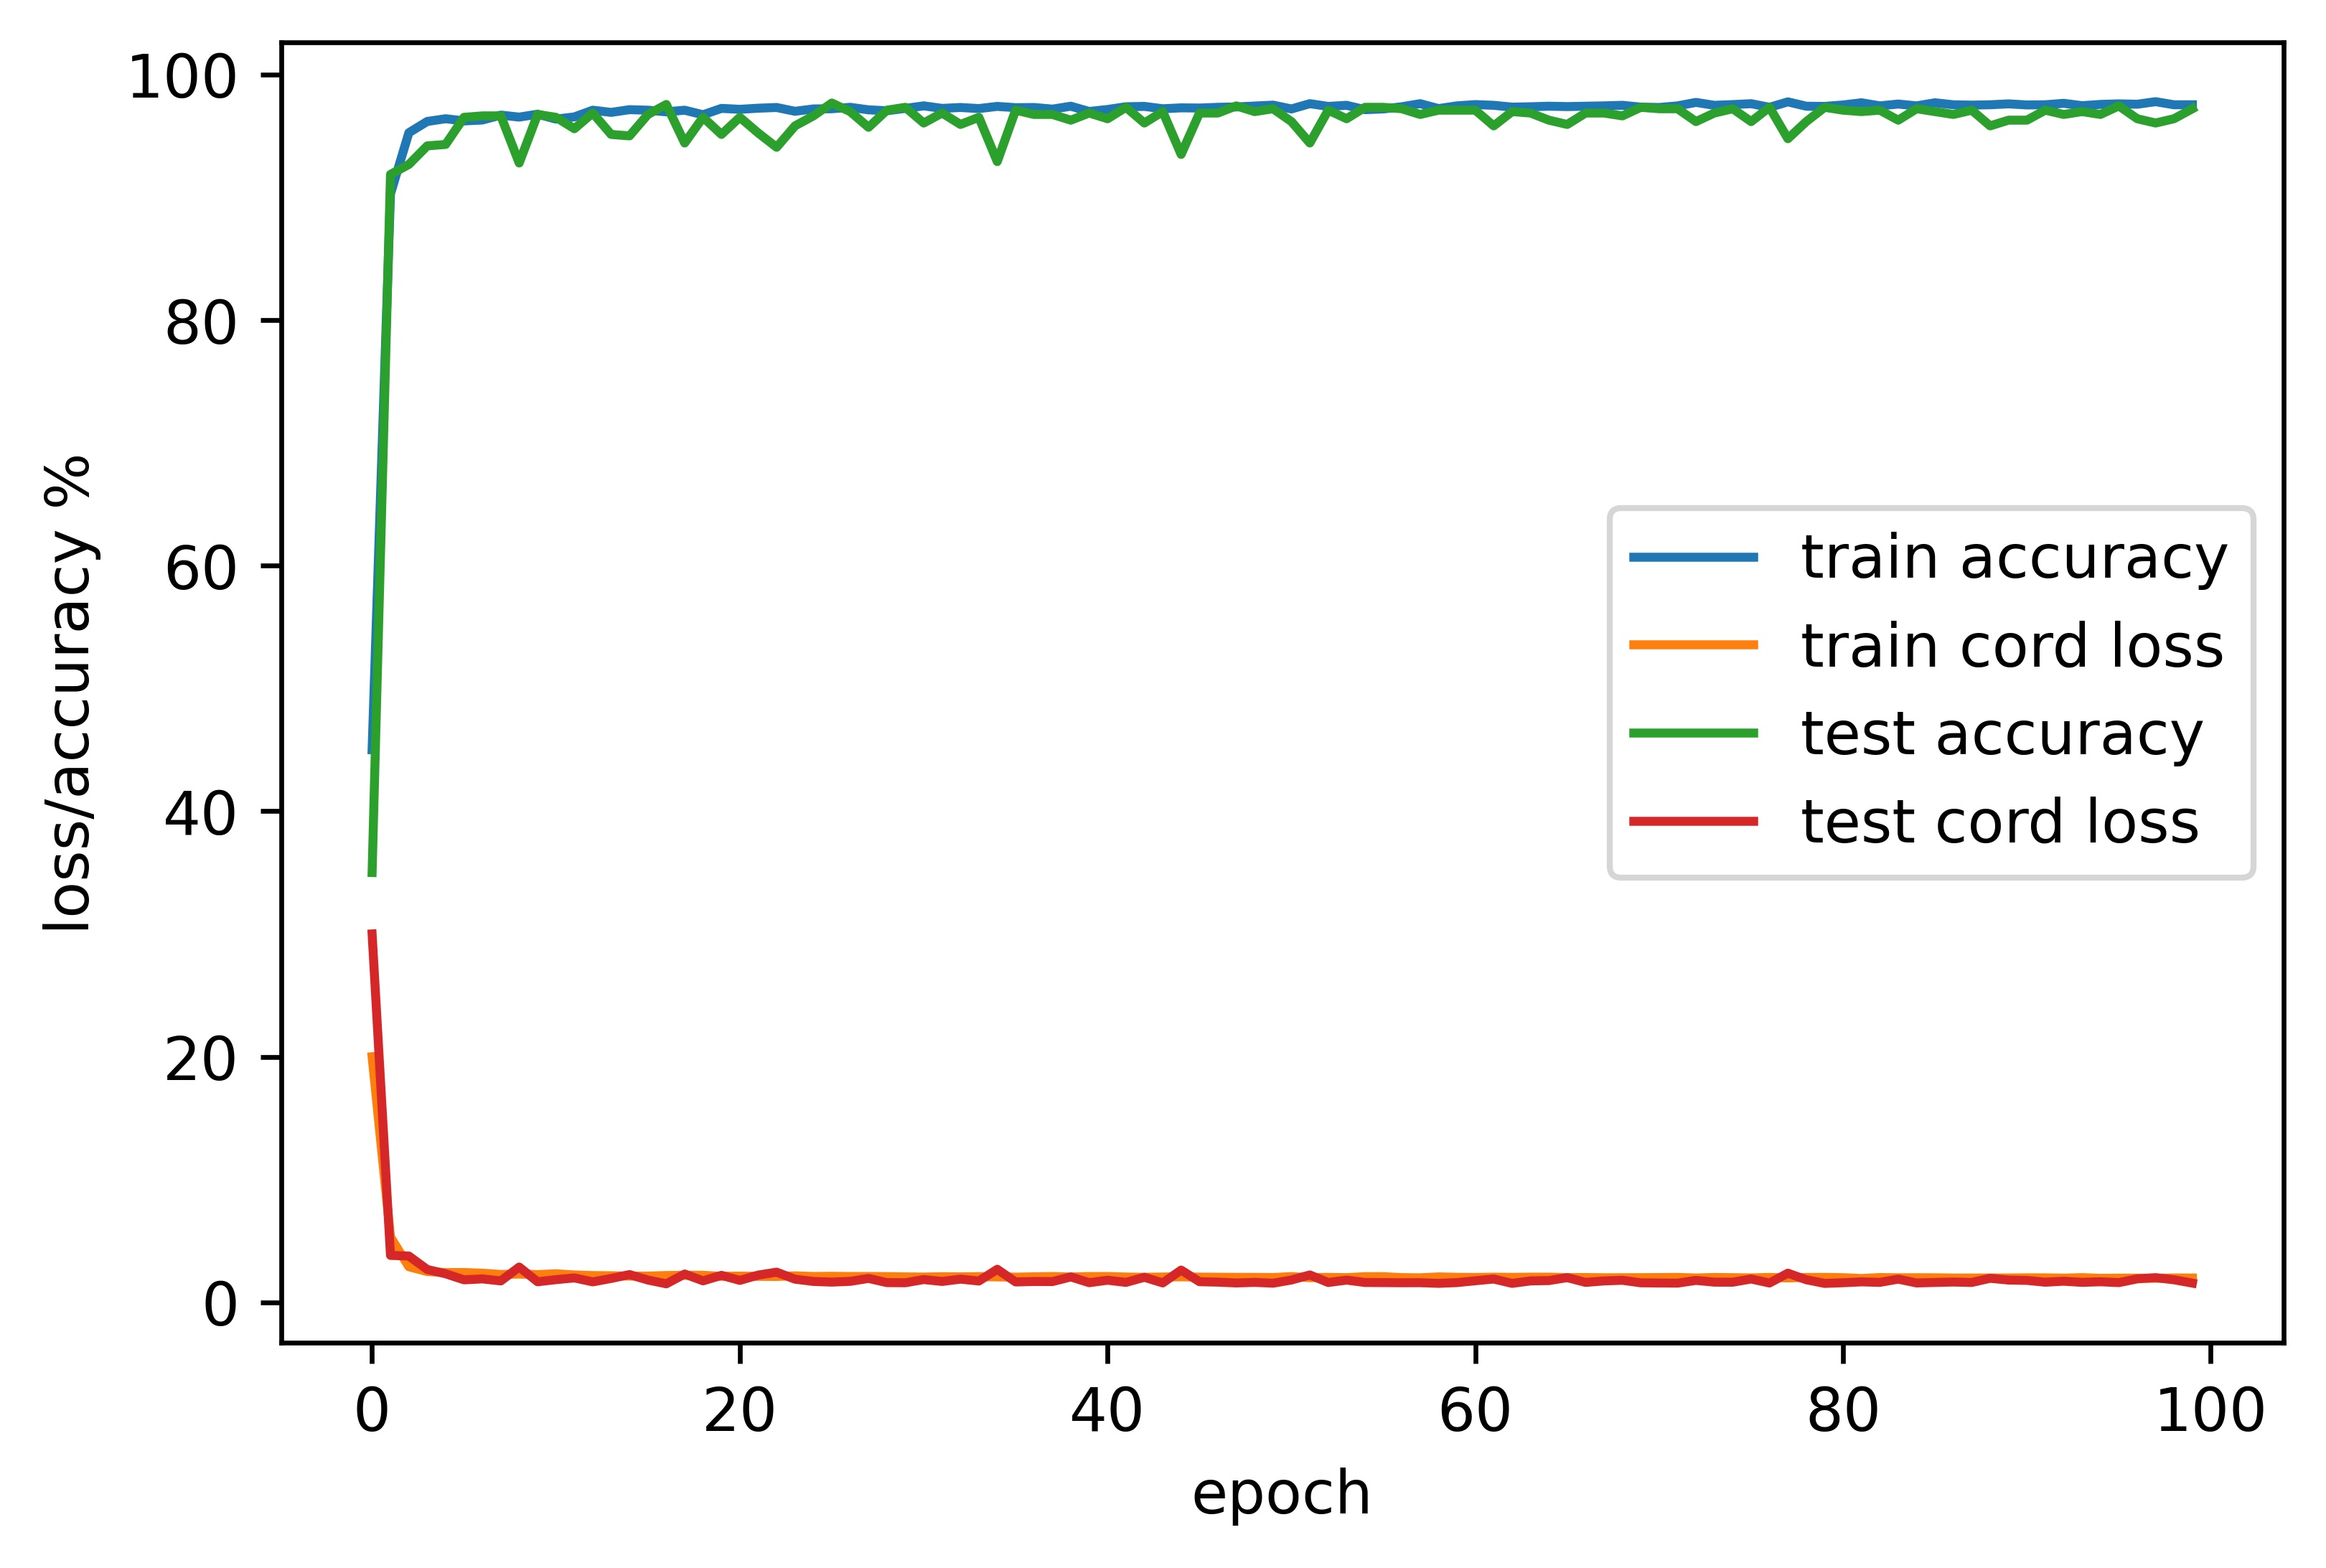 100
80
60
40
20
0
loss/accuracy %
train accuracy
train cord loss
test accuracy
test cord loss
0 20 40 60 80 100
epoch